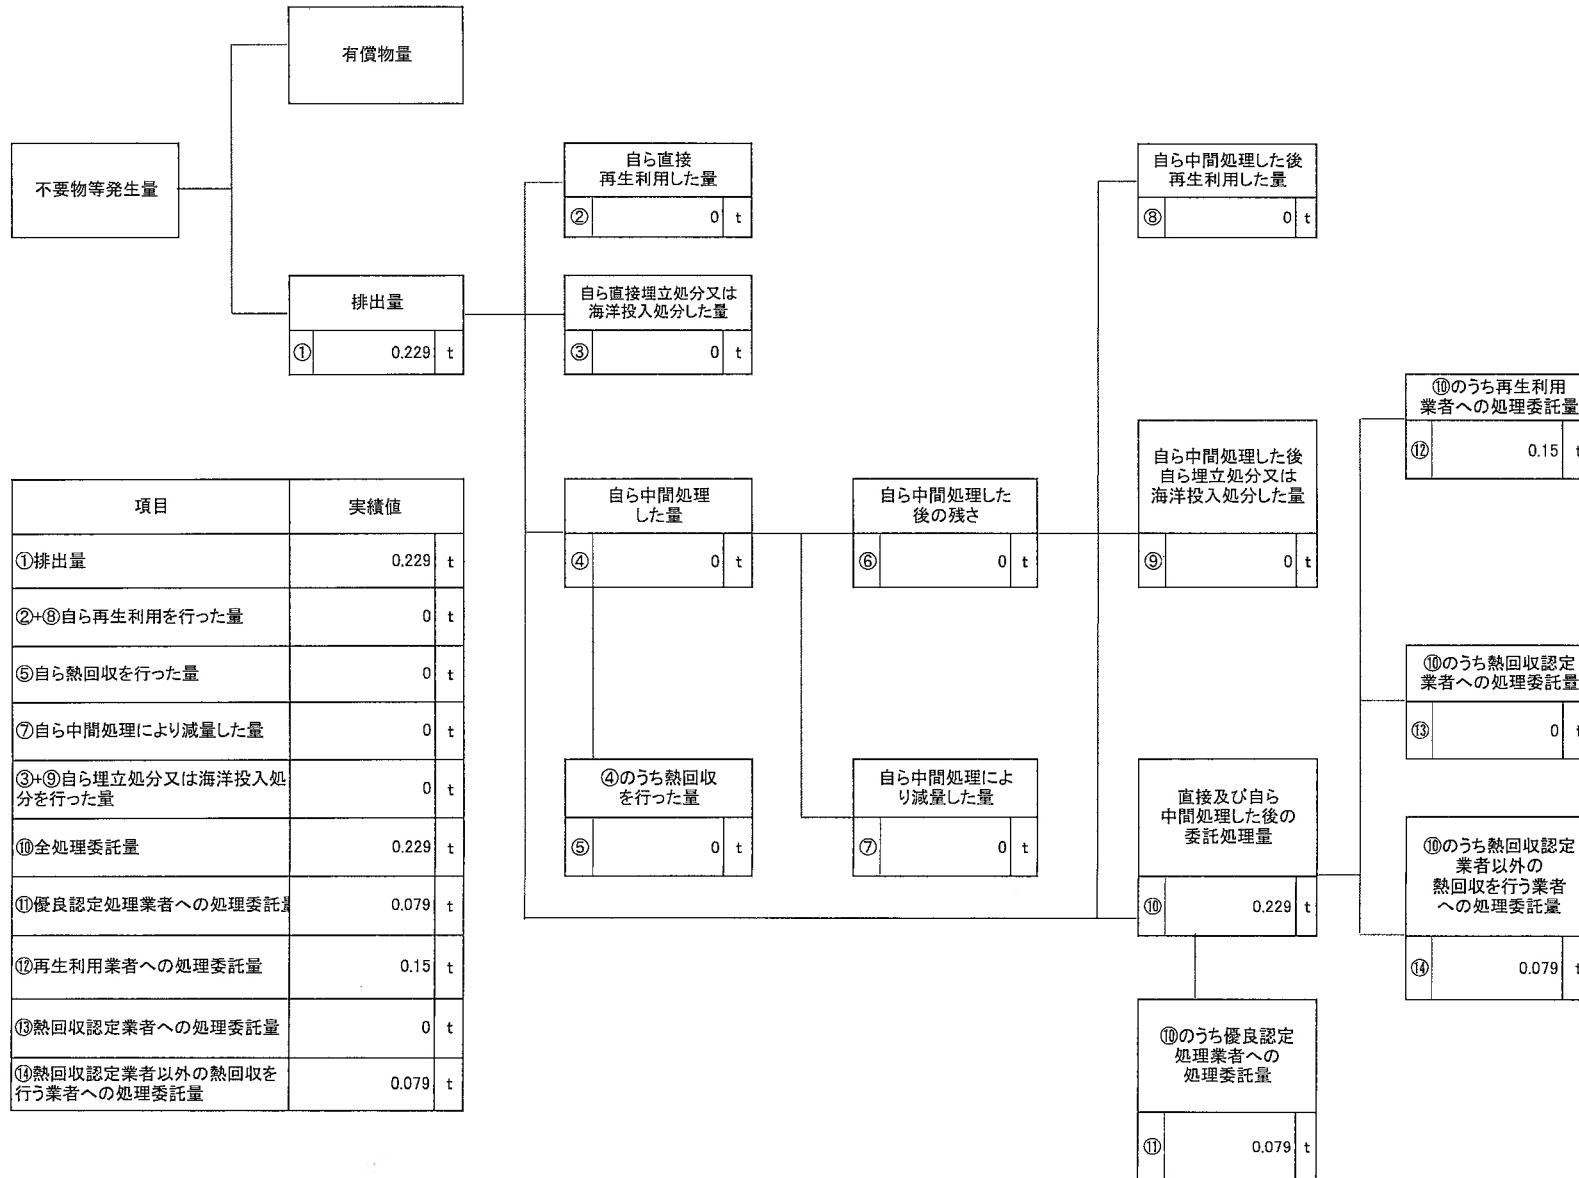 有償物量
不要物等発生量
排出量
① 0.229 t
自ら直接
再生利用した量
② 0 t
自ら直接埋立処分又は
海洋投入処分した量
③ 0 t
自ら中間処理
した量
④ 0 t
④のうち熱回収
を行った量
⑤ 0 t
自ら中間処理した
後の残さ
⑥ 0 t
自ら中間処理によ
り減量した量
⑦ 0 t
自ら中間処理した後
再生利用した量
⑧ 0 t
自ら中間処理した後
自ら埋立処分又は
海洋投入処分した量
⑨ 0 t
直接及び自ら
中間処理した後の
委託処理量
⑩ 0.229 t
⑩のうち優良認定
処理業者への
処理委託量
⑪ 0.079 t
⑩のうち再生利用
業者への処理委託量
⑫ 0.15 t
⑩のうち熱回収認定
業者への処理委託量
⑬ 0 t
⑩のうち熱回収認定
業者以外の
熱回収を行う業者
への処理委託量
⑭ 0.079 t
項目 実績値
①排出量 0.229 t
②+⑧自ら再生利用を行った量 0 t
⑤自ら熱回収を行った量 0 t
⑦自ら中間処理により減量した量 0 t
③+⑨自ら埋立処分又は海洋投入処
分を行った量 0 t
⑩全処理委託量 0.229 t
⑪優良認定処理業者への処理委託量 0.079 t
⑫再生利用業者への処理委託量 0.15 t
⑬熱回収認定業者への処理委託量 0 t
⑭熱回収認定業者以外の熱回収を
行う業者への処理委託量 0.079 t